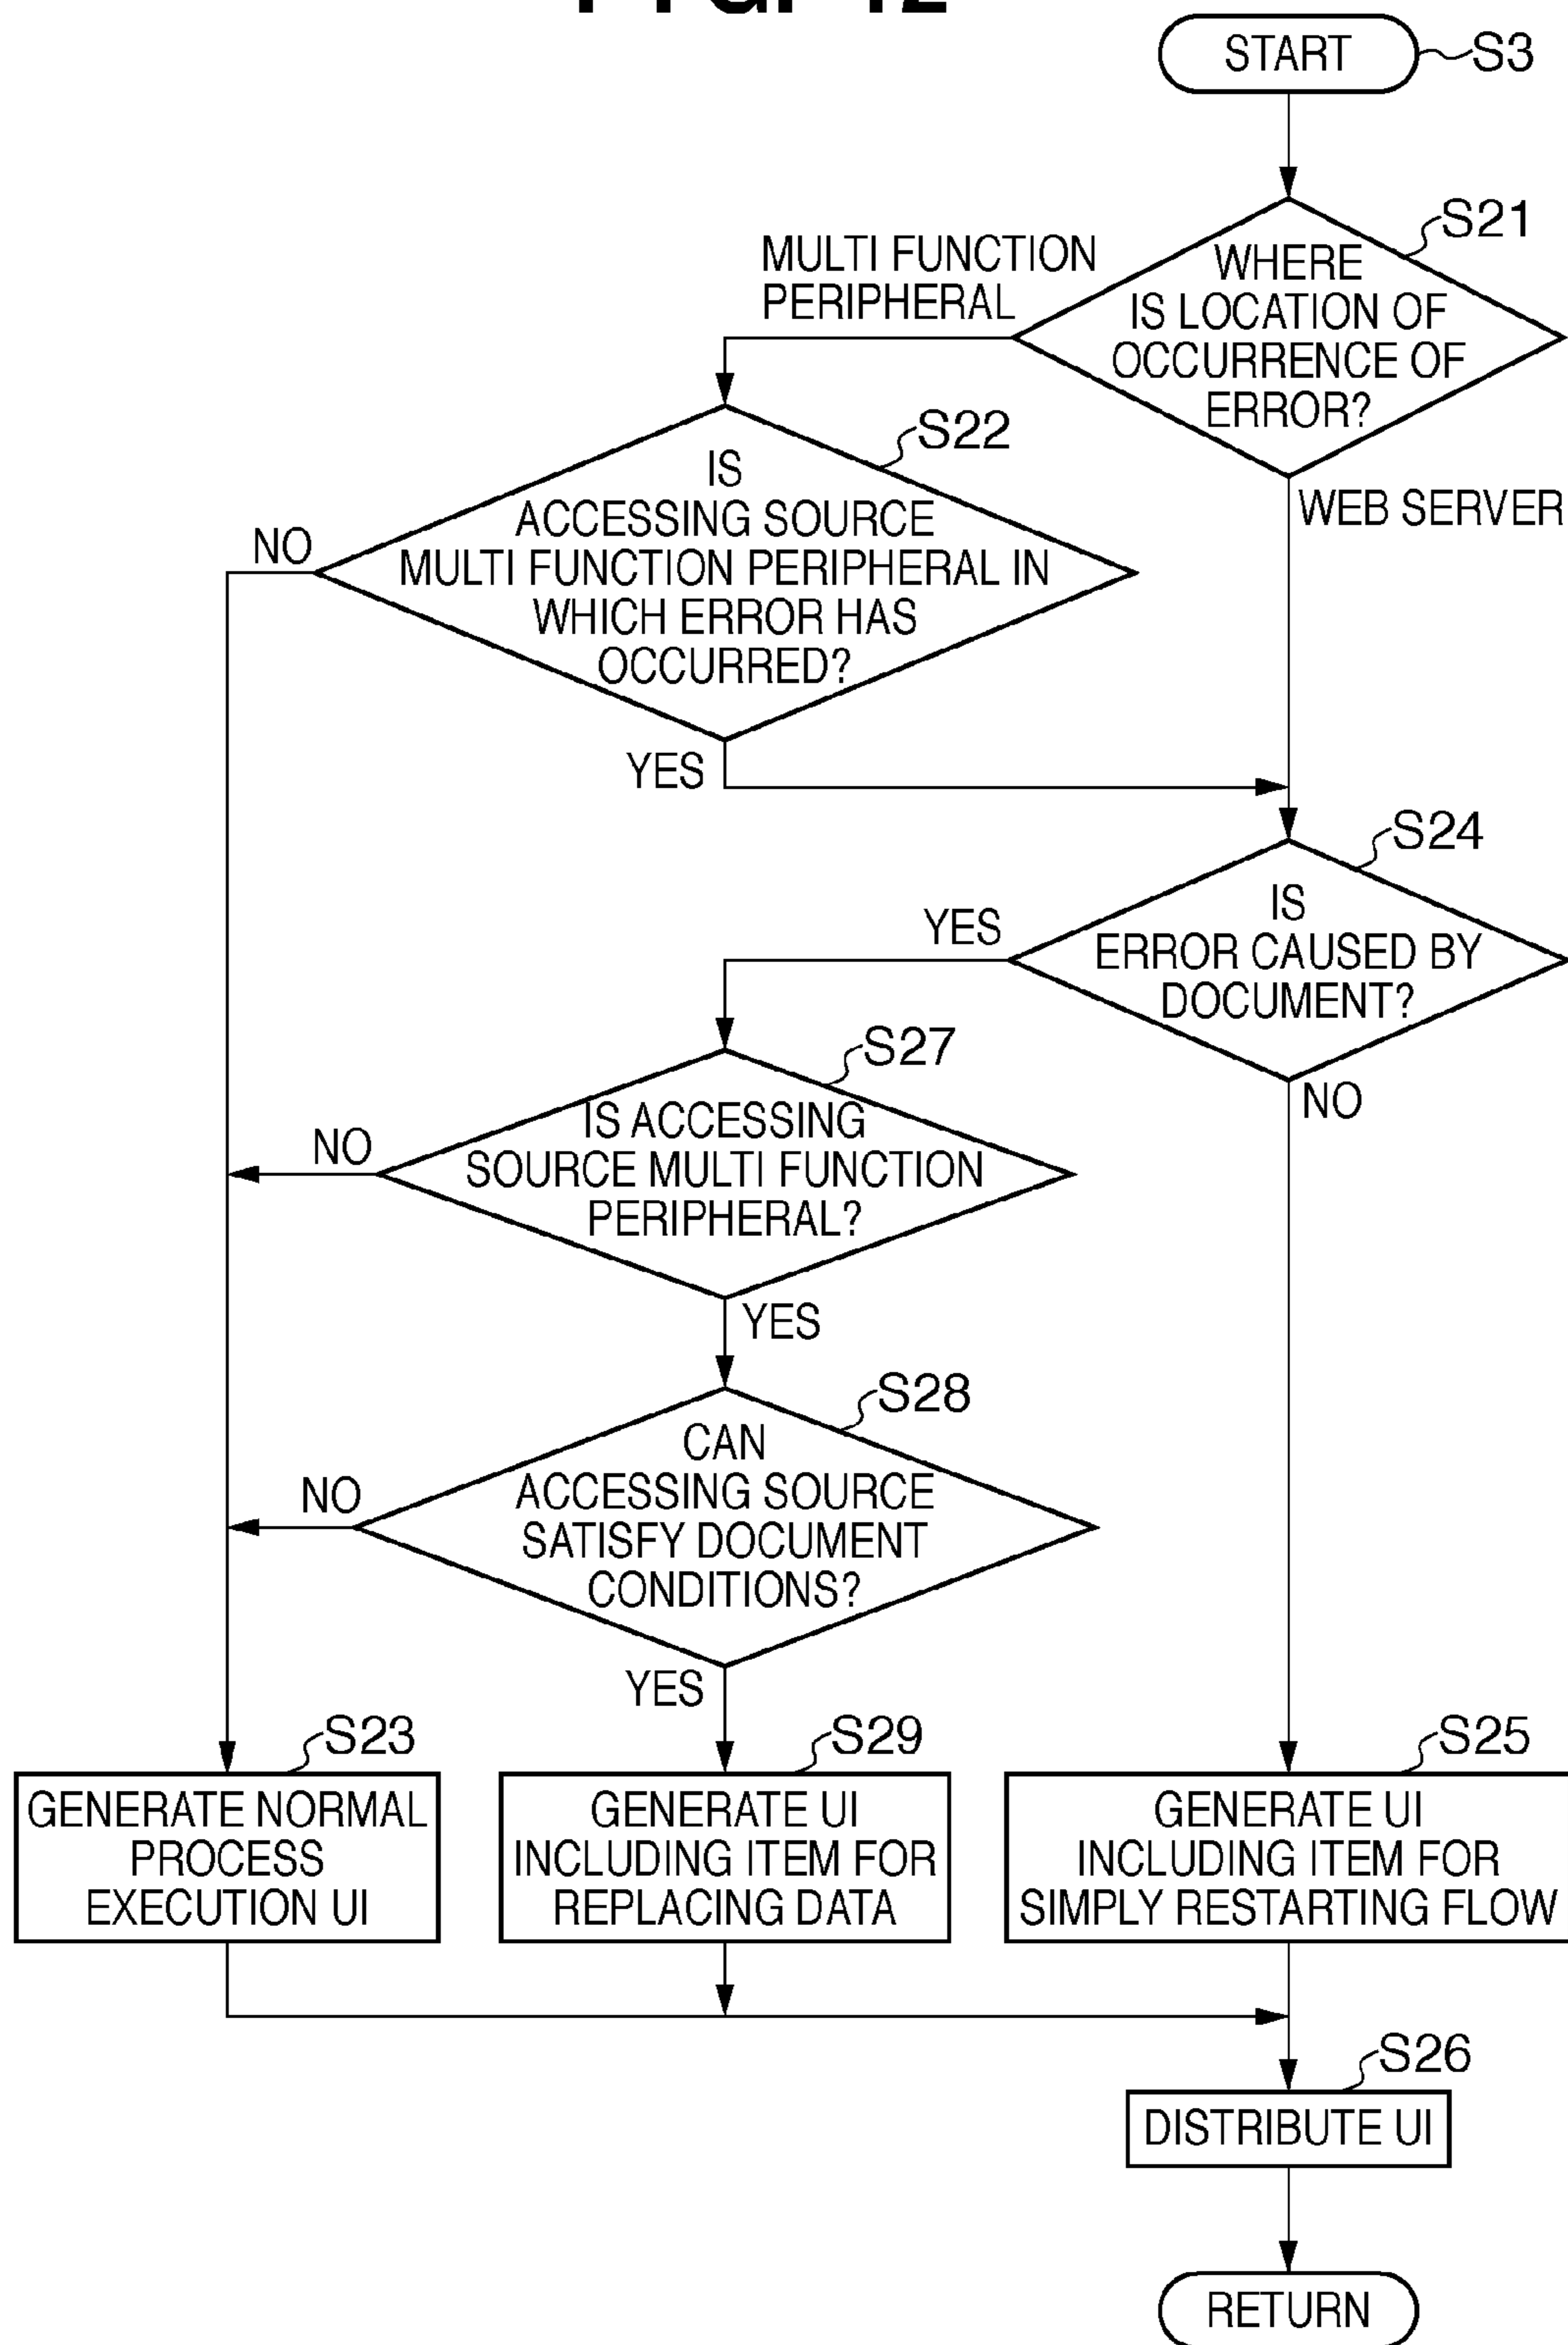 START
S3
S21
WHERE
IS LOCATION OF
OCCURRENCE OF
ERROR?
MULTI FUNCTION
PERIPHERAL
WEB SERVER
S22
IS
ACCESSING SOURCE
MULTI FUNCTION PERIPHERAL IN
WHICH ERROR HAS
OCCURRED?
NO
YES
S24
IS
ERROR CAUSED BY
DOCUMENT?
YES
NO
S27
IS ACCESSING
SOURCE MULTI FUNCTION
PERIPHERAL?
NO
YES
S28
CAN
ACCESSING SOURCE
SATISFY DOCUMENT
CONDITIONS?
NO
YES
S23
GENERATE NORMAL
PROCESS
EXECUTION UI
S29
GENERATE UI
INCLUDING ITEM FOR
REPLACING DATA
S25
GENERATE UI
INCLUDING ITEM FOR
SIMPLY RESTARTING FLOW
S26
DISTRIBUTE UI
RETURN